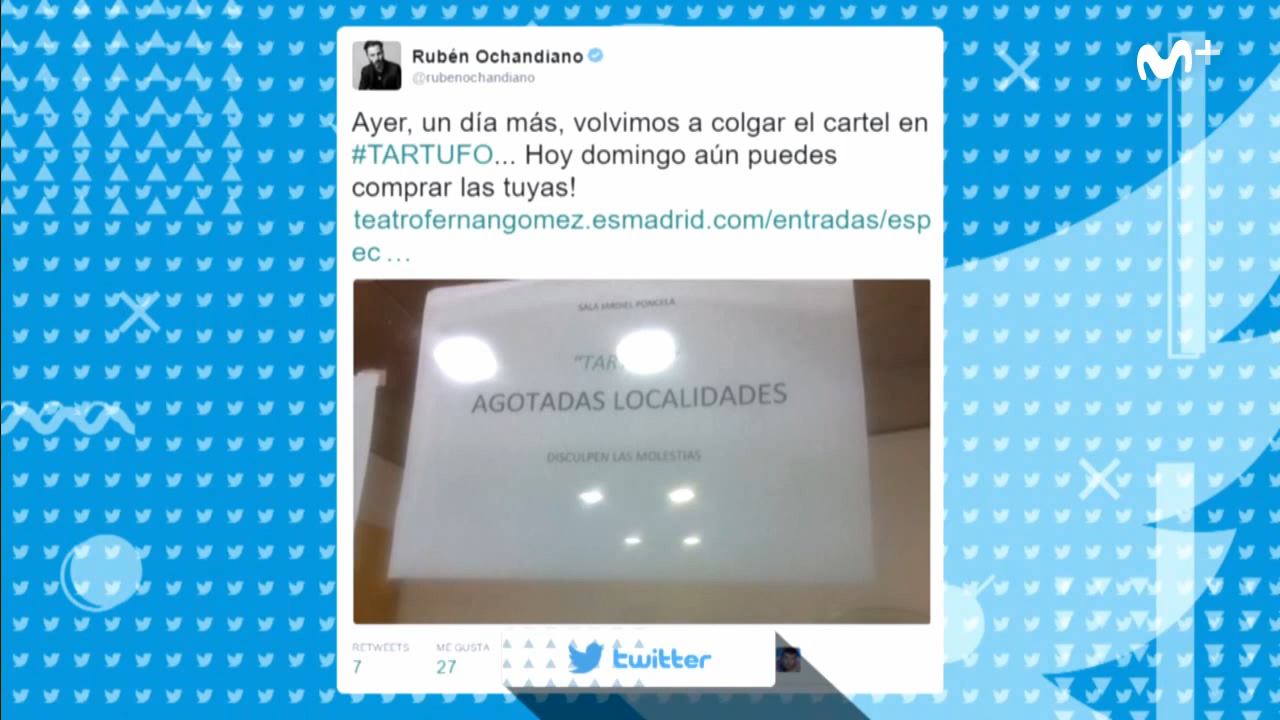 M+
Rubén Ochandiano
@rubenochandiano
Ayer, un día más, volvimos a colgar el cartel en
#TARTUFO... Hoy domingo aún puedes
comprar las tuyas!
teatrofernangomez.esmadrid.com/entradas/esp
ec ...
SALA JARDIEL PONCELA
AGOTADAS LOCALIDADES
DISCULPEN LAS MOLESTIAS
RETWEETS
ME GUSTA
7
27
twitter